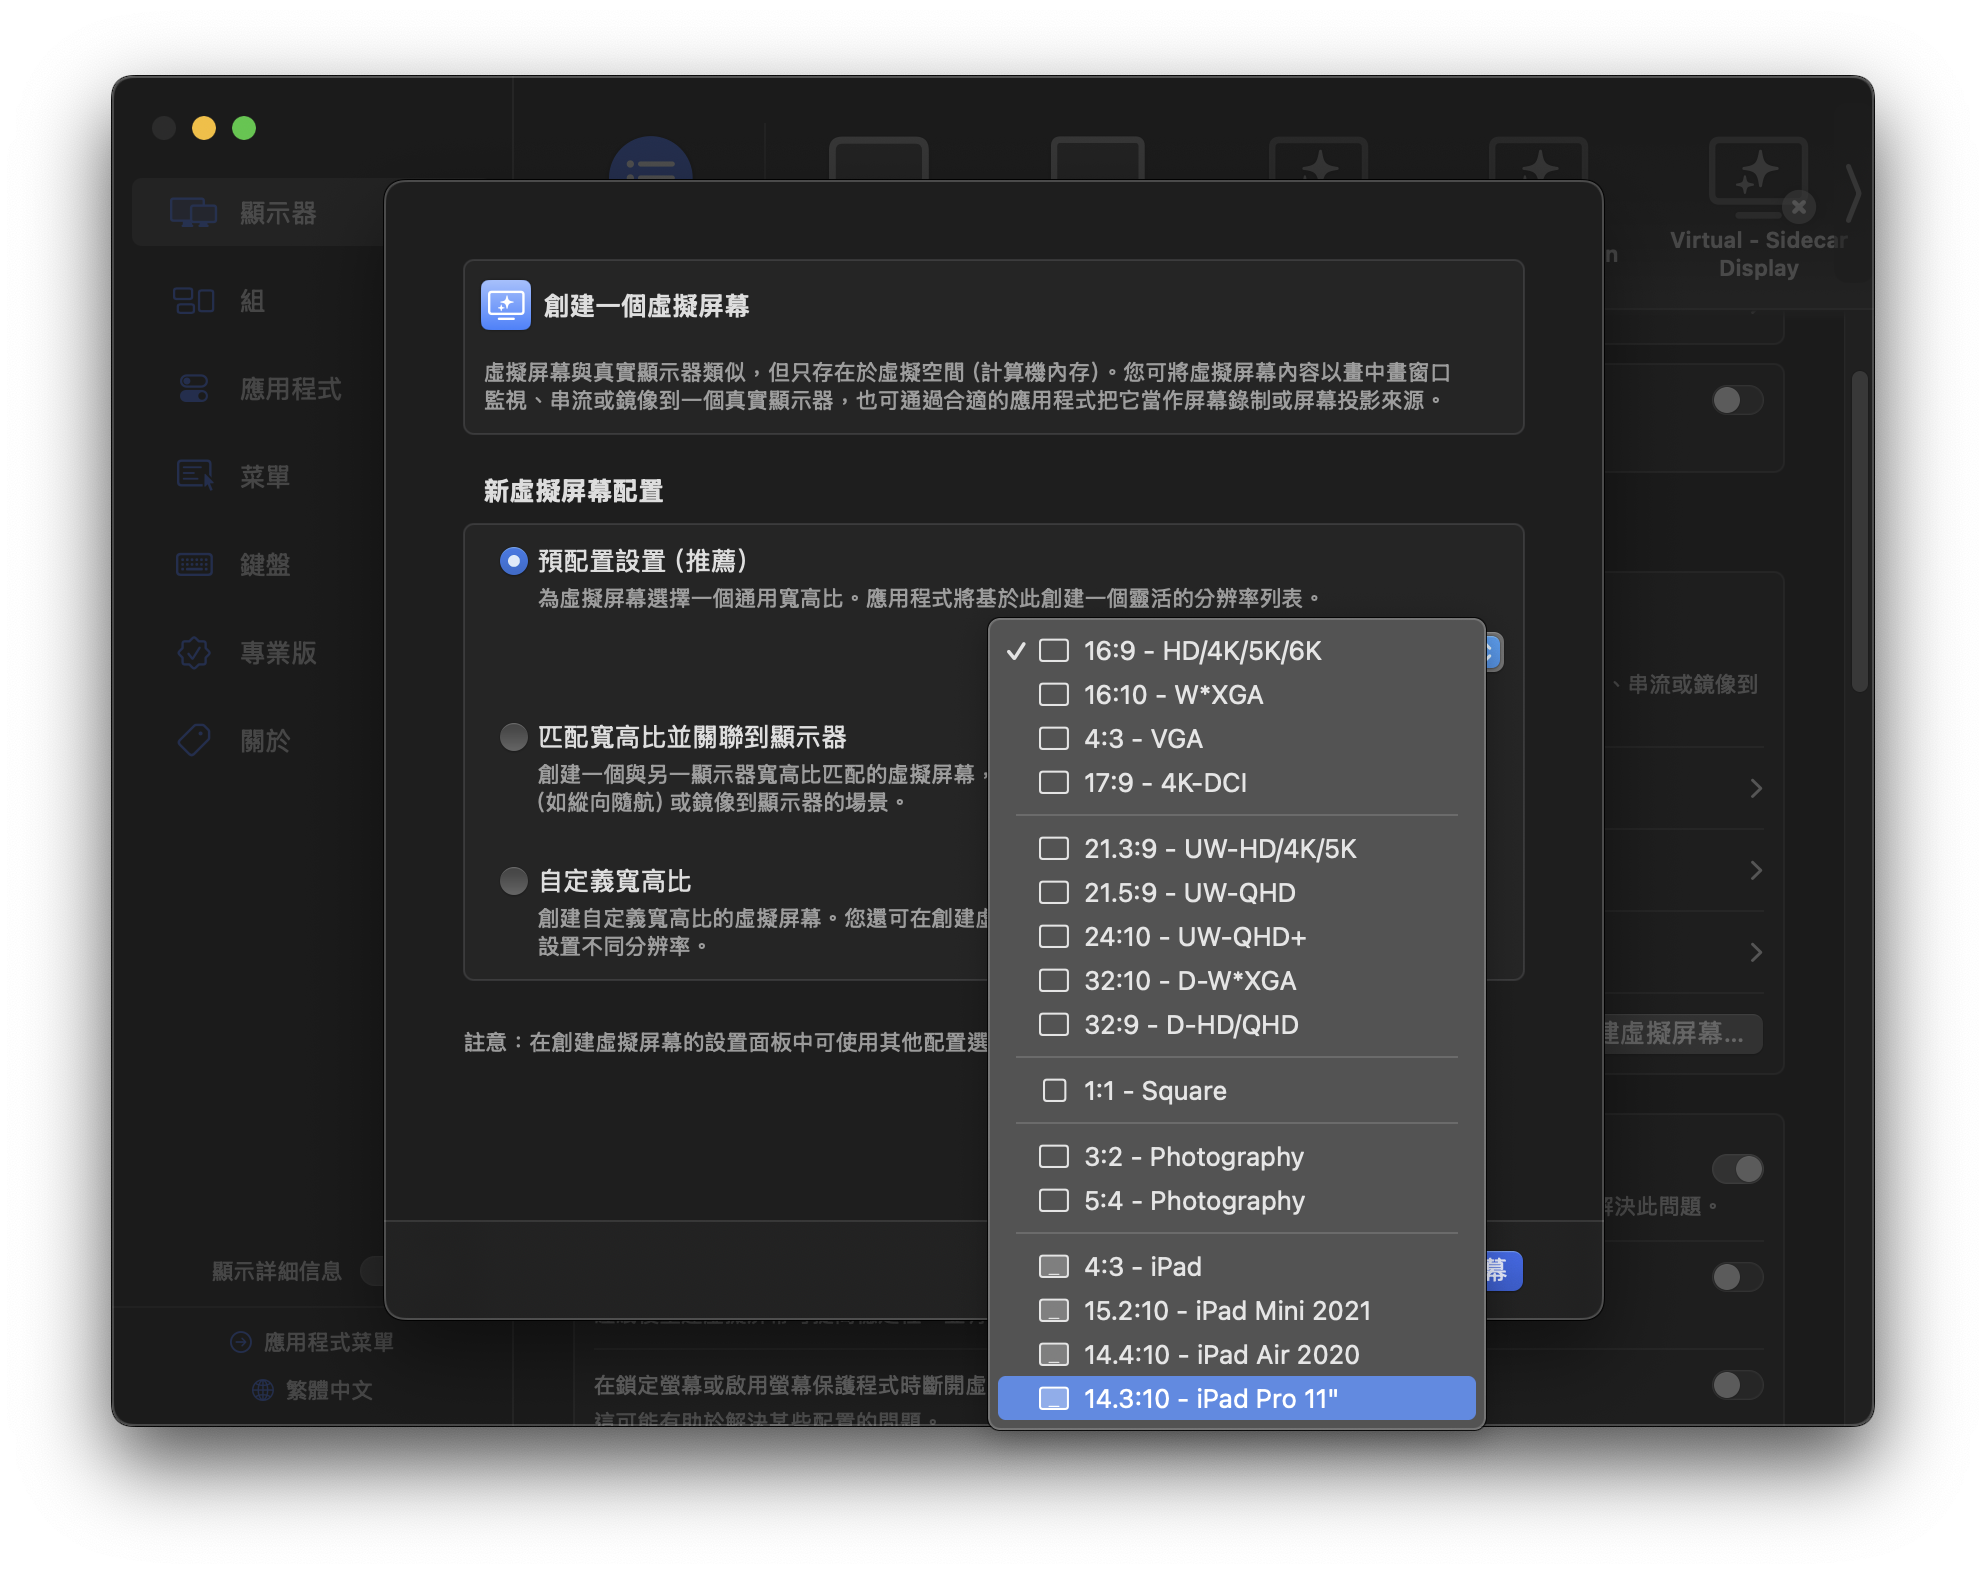 顯示器
組
應用程式
菜單
鍵盤
專業版
關於
顯示詳細信息
應用程式菜單
繁體中文
Virtual - Sidecar
Display
創建一個虛擬屏幕
虛擬屏幕與真實顯示器類似，但只存在於虛擬空間 (計算機內存)。您可將虛擬屏幕內容以畫中畫窗口
監視、串流或鏡像到一個真實顯示器，也可通過合適的應用程式把它當作屏幕錄制或屏幕投影來源。
新虛擬屏幕配置
預配置設置 (推薦)
為虛擬屏幕選擇一個通用寬高比。應用程式將基於此創建一個靈活的分辨率列表。
匹配寬高比並關聯到顯示器
創建一個與另一顯示器寬高比匹配的虛擬屏幕，
(如縱向隨航) 或鏡像到顯示器的場景。
自定義寬高比
創建自定義寬高比的虛擬屏幕。您還可在創建虛
設置不同分辨率。
註意：在創建虛擬屏幕的設置面板中可使用其他配置選
16:9 - HD/4K/5K/6K
16:10 - W*XGA
4:3 - VGA
17:9 - 4K-DCI
21.3:9 - UW-HD/4K/5K
21.5:9 - UW-QHD
24:10 - UW-QHD+
32:10 - D-W*XGA
32:9 - D-HD/QHD
1:1 - Square
3:2 - Photography
5:4 - Photography
4:3 - iPad
15.2:10 - iPad Mini 2021
14.4:10 - iPad Air 2020
14.3:10 - iPad Pro 11"
幕
、串流或鏡像到
建虛擬屏幕...
解決此問題。
在鎖定螢幕或啟用螢幕保護程式時斷開虛
這可能有助於解決某些配置的問題。